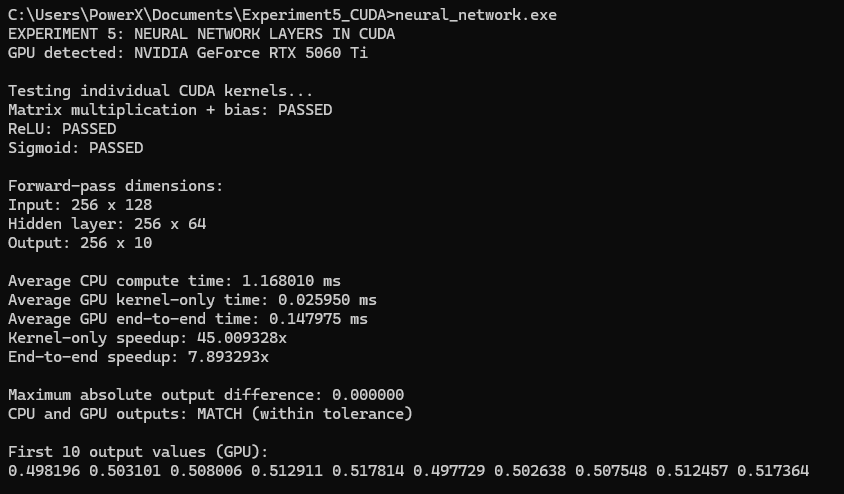 C:\Users\PowerX\Documents\Experiment5_CUDA>neural_network.exe
EXPERIMENT 5: NEURAL NETWORK LAYERS IN CUDA
GPU detected: NVIDIA GeForce RTX 5060 Ti
Testing individual CUDA kernels...
Matrix multiplication + bias: PASSED
ReLU: PASSED
Sigmoid: PASSED
Forward-pass dimensions:
Input: 256 x 128
Hidden layer: 256 x 64
Output: 256 x 10
Average CPU compute time: 1.168010 ms
Average GPU kernel-only time: 0.025950 ms
Average GPU end-to-end time: 0.147975 ms
Kernel-only speedup: 45.009328x
End-to-end speedup: 7.893293x
Maximum absolute output difference: 0.000000
CPU and GPU outputs: MATCH (within tolerance)
First 10 output values (GPU):
0.498196 0.503101 0.508006 0.512911 0.517814 0.497729 0.502638 0.507548 0.512457 0.517364